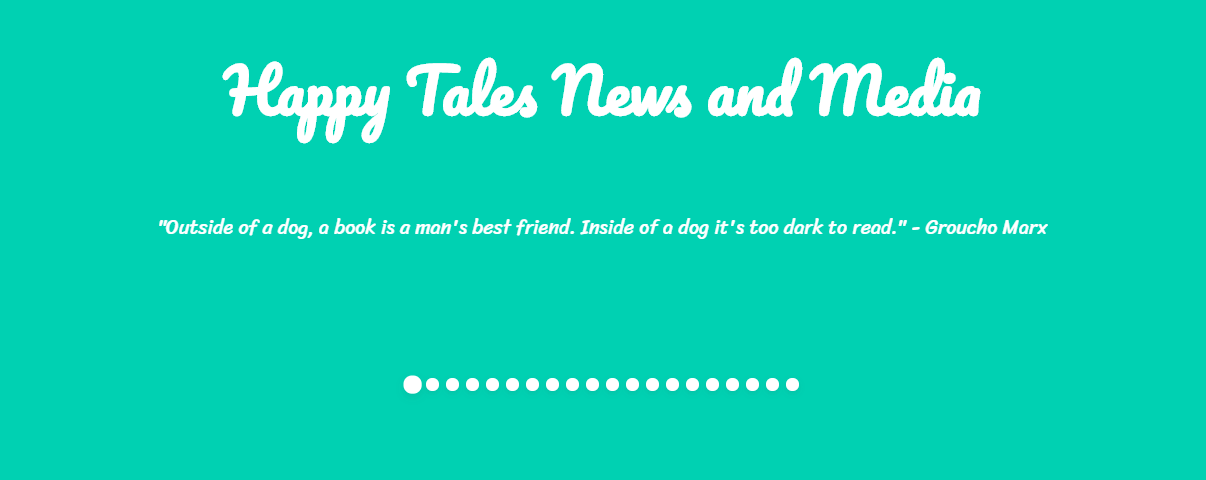 Happy Tales News and Media
"Outside of a dog, a book is a man's best friend. Inside of a dog it's too dark to read." - Groucho Marx